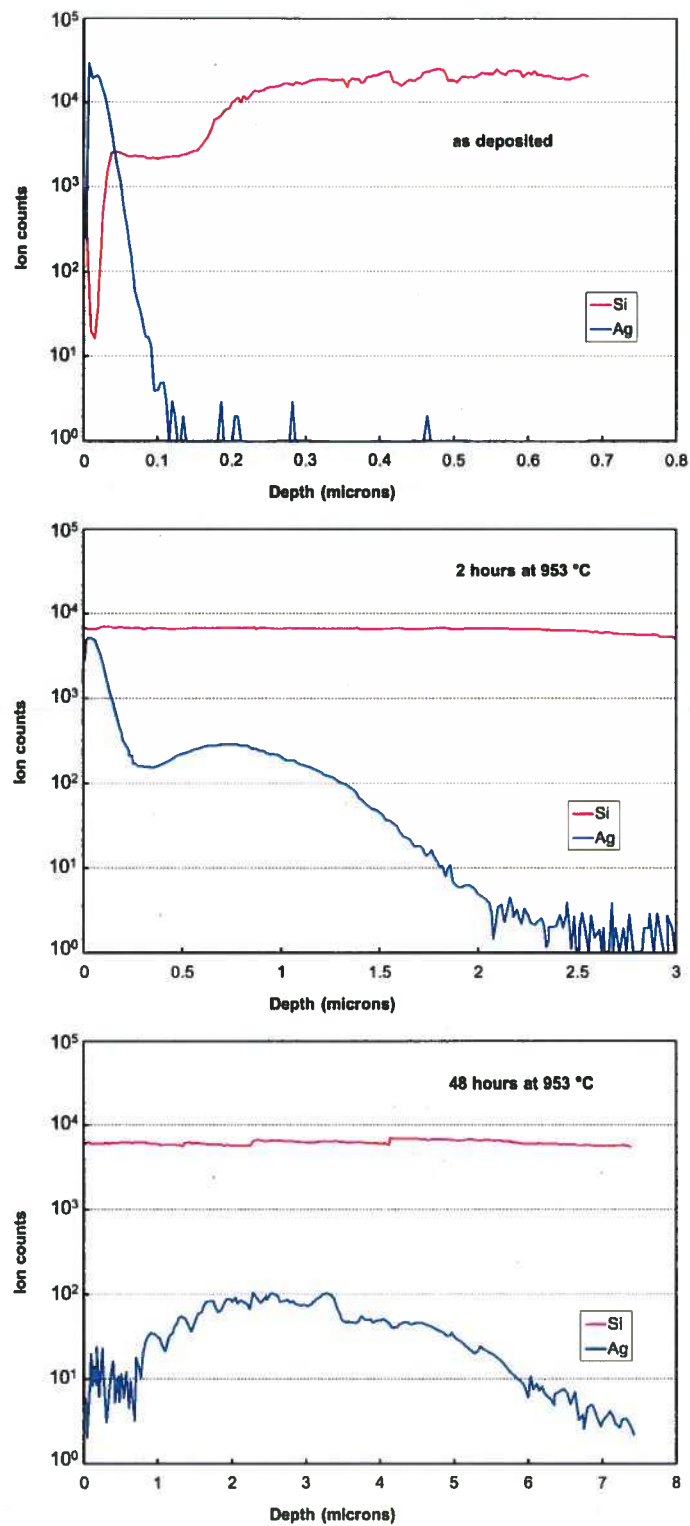 10⁵
10⁴
10³
10²
10¹
10⁰
Ion counts
as deposited
Si
Ag
0 0.1 0.2 0.3 0.4 0.5 0.6 0.7 0.8
Depth (microns)
10⁵
10⁴
10³
10²
10¹
10⁰
Ion counts
2 hours at 953 °C
Si
Ag
0 0.5 1 1.5 2 2.5 3
Depth (microns)
10⁵
10⁴
10³
10²
10¹
10⁰
Ion counts
48 hours at 953 °C
Si
Ag
0 1 2 3 4 5 6 7 8
Depth (microns)